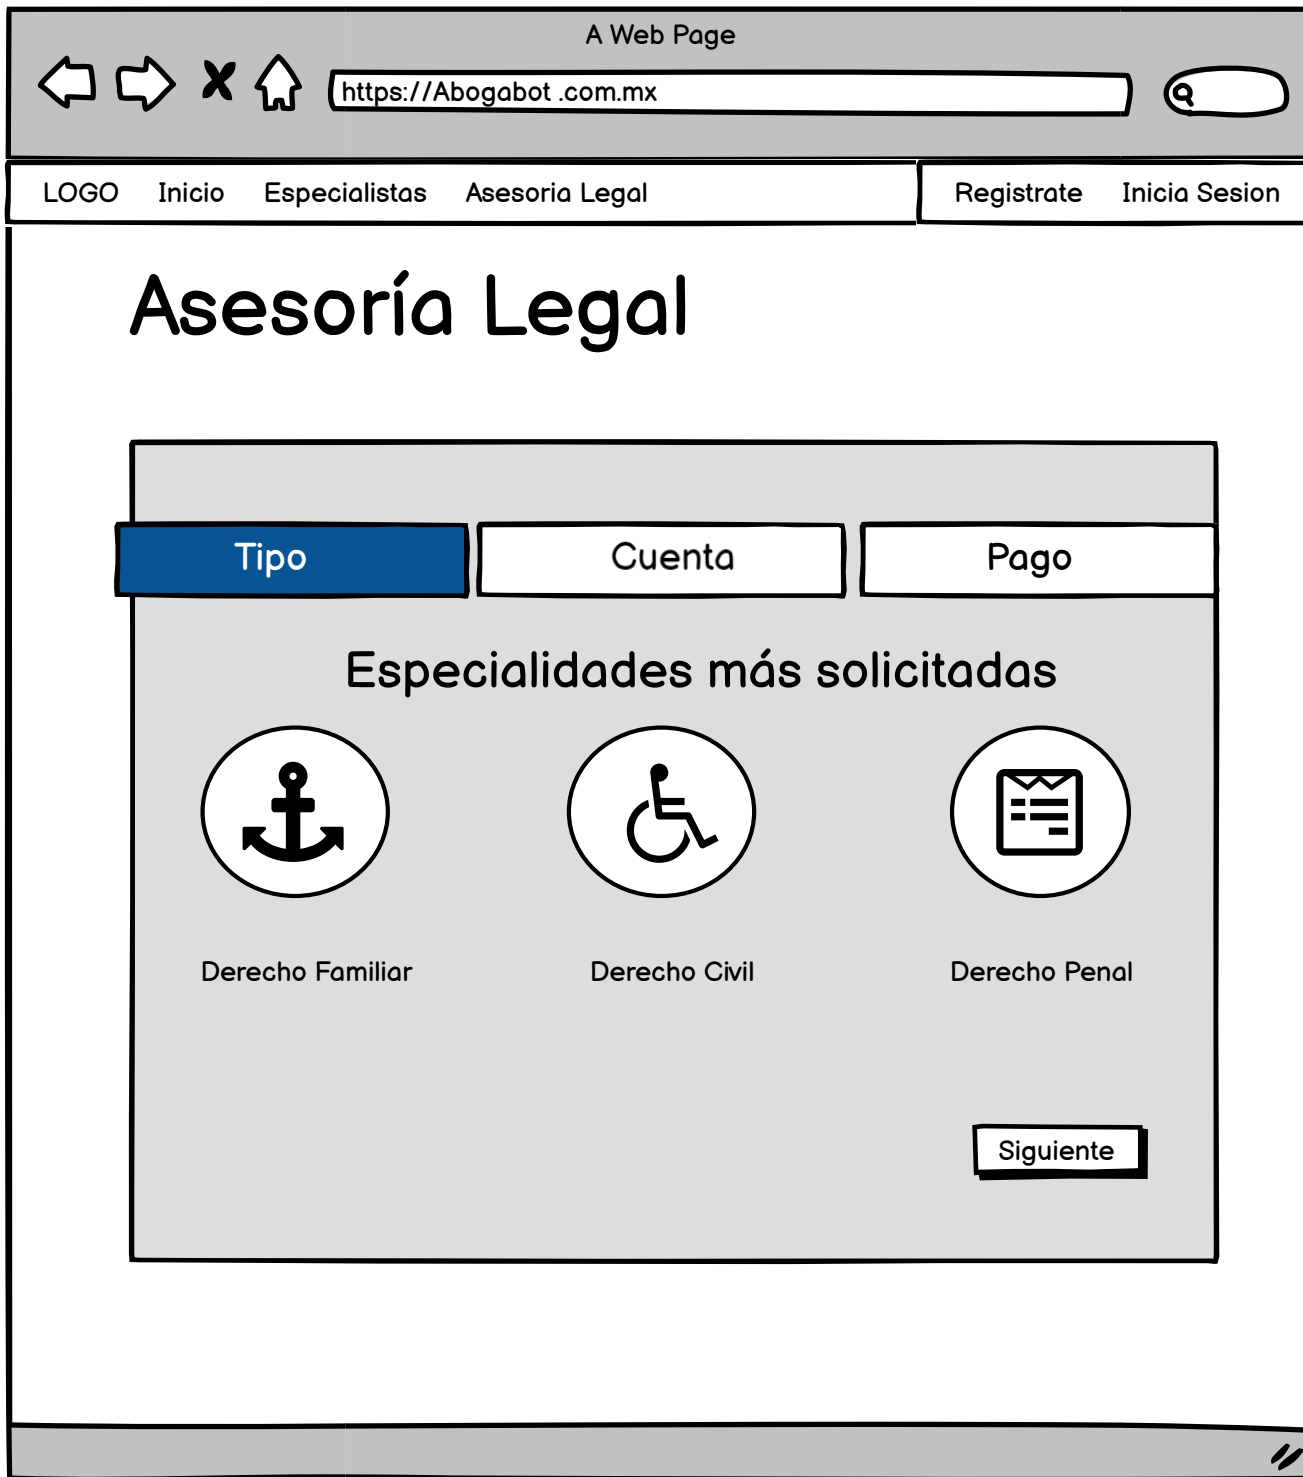 A Web Page
https://Abogabot .com.mx
LOGO Inicio Especialistas Asesoria Legal Registrate Inicia Sesion
Asesoría Legal
Tipo Cuenta Pago
Especialidades más solicitadas
Derecho Familiar Derecho Civil Derecho Penal
Siguiente